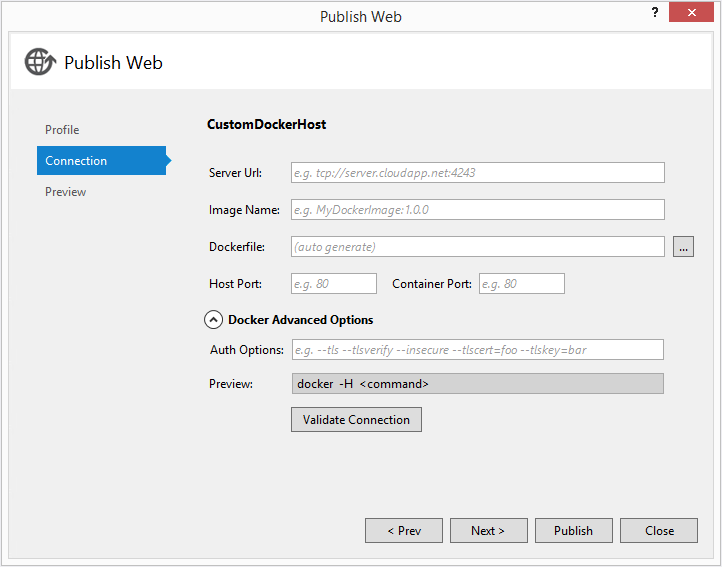 Publish Web
?
Publish Web
Profile
Connection
Preview
CustomDockerHost
Server Url: e.g. tcp://server.cloudapp.net:4243
Image Name: e.g. MyDockerImage:1.0.0
Dockerfile: (auto generate) ...
Host Port: e.g. 80 Container Port: e.g. 80
Docker Advanced Options
Auth Options: e.g. --tls --tlsverify --insecure --tlscert=foo --tlskey=bar
Preview: docker -H <command>
Validate Connection
< Prev Next > Publish Close